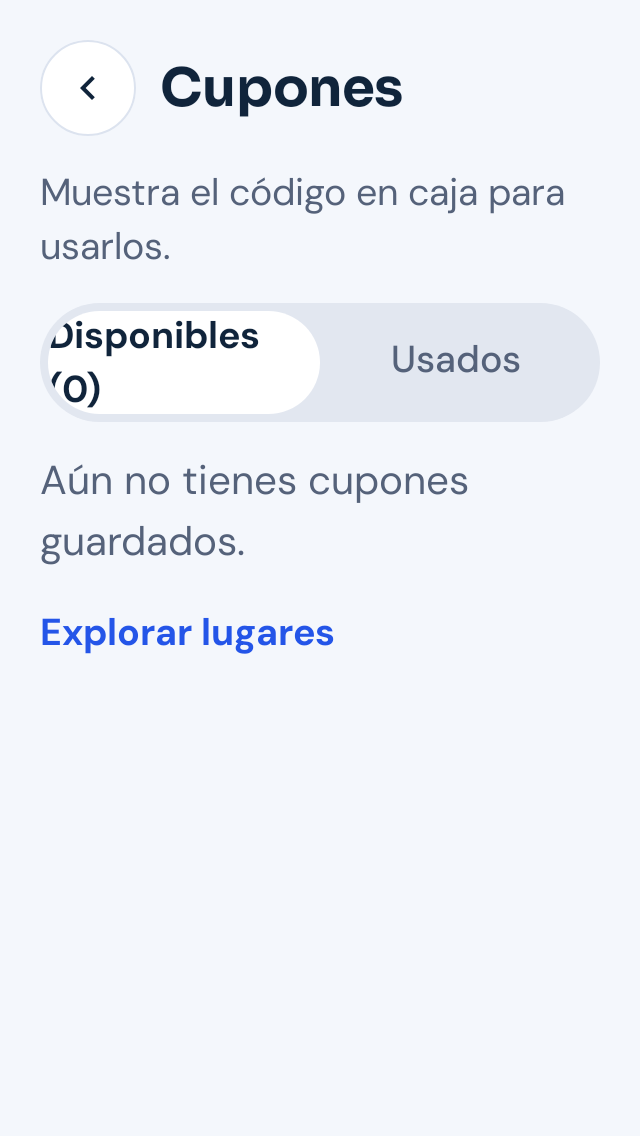 Cupones
Muestra el código en caja para
usarlos.
Disponibles
(0)
Usados
Aún no tienes cupones
guardados.
Explorar lugares